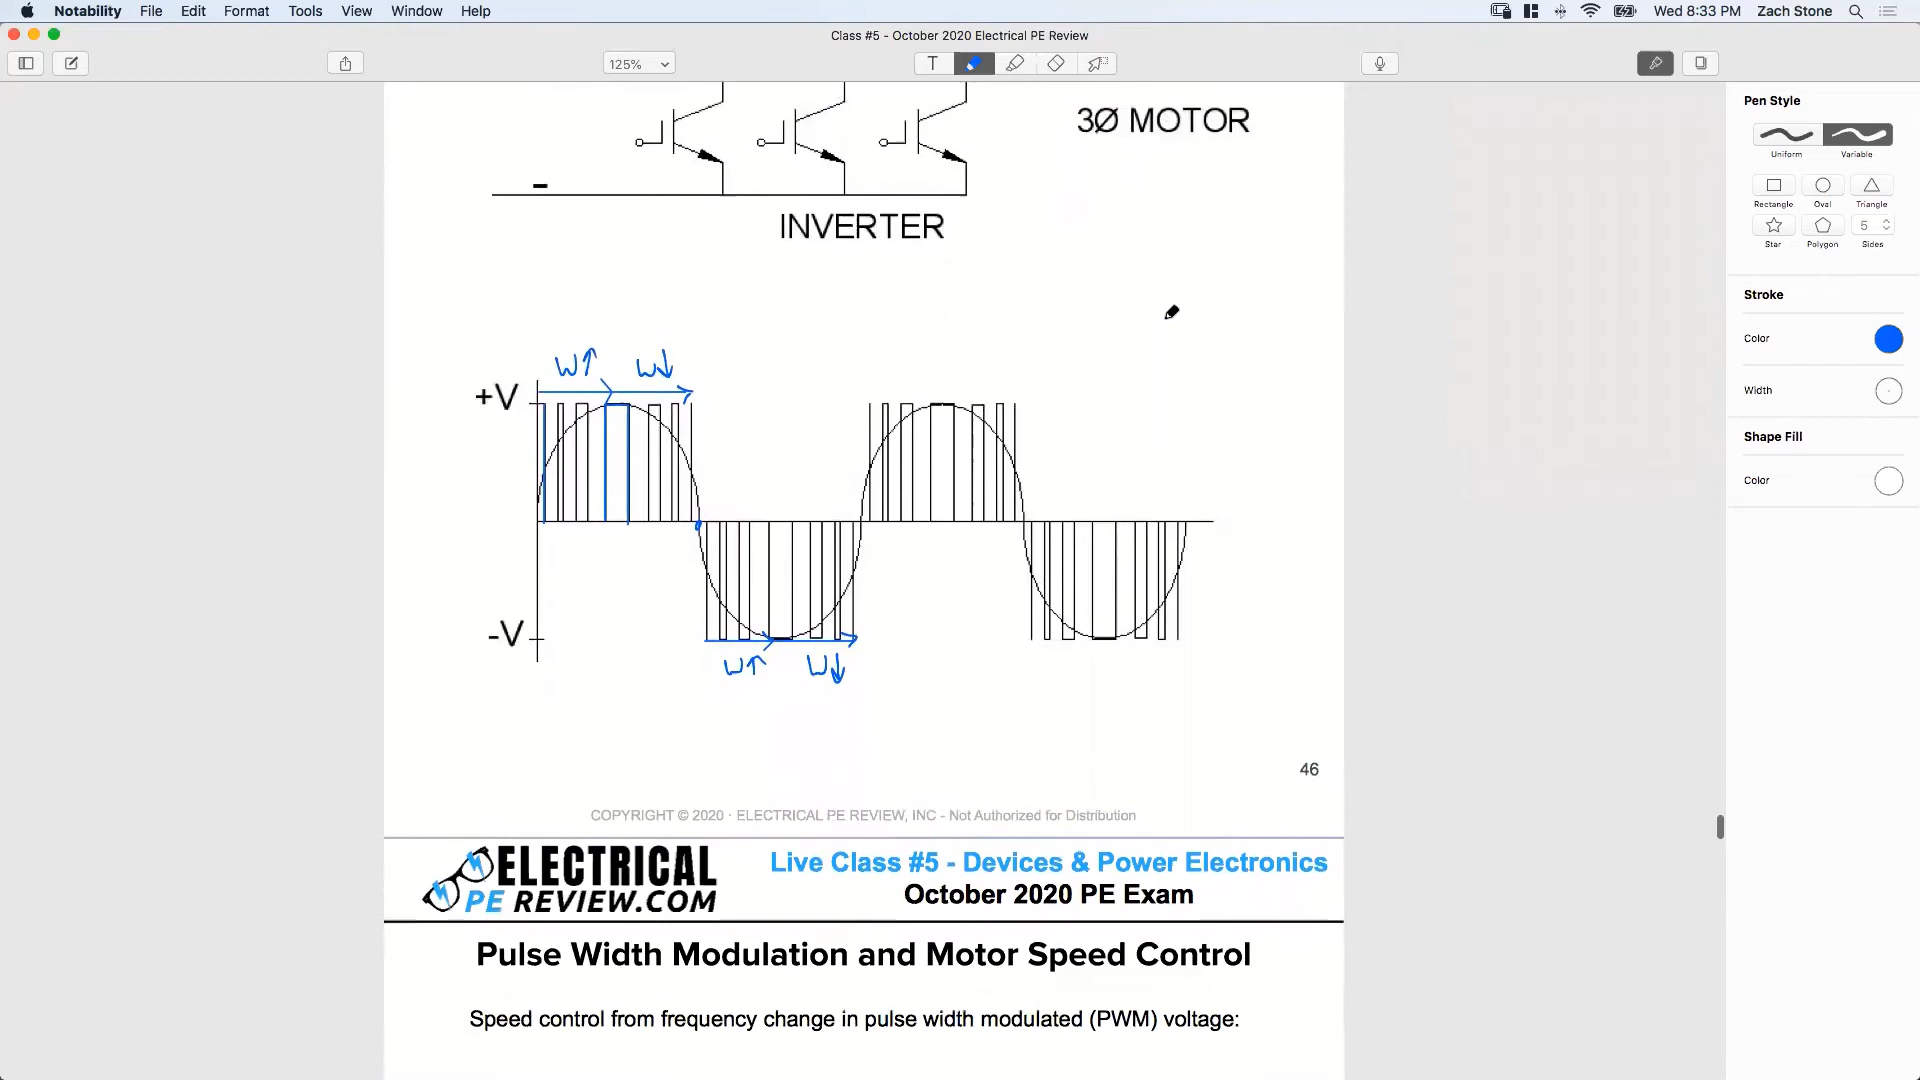 Notability File Edit Format Tools View Window Help Wed 8:33 PM Zach Stone
Class #5 - October 2020 Electrical PE Review
125% T
Pen Style
Uniform Variable
Rectangle Oval Triangle
5
Star Polygon Sides
Stroke
Color
Width
Shape Fill
Color
3Ø MOTOR
-
INVERTER
W↑ W↓
+V
-V
W↑ W↓
46
COPYRIGHT © 2020 · ELECTRICAL PE REVIEW, INC - Not Authorized for Distribution
ELECTRICAL
PE REVIEW.COM
Live Class #5 - Devices & Power Electronics
October 2020 PE Exam
Pulse Width Modulation and Motor Speed Control
Speed control from frequency change in pulse width modulated (PWM) voltage: